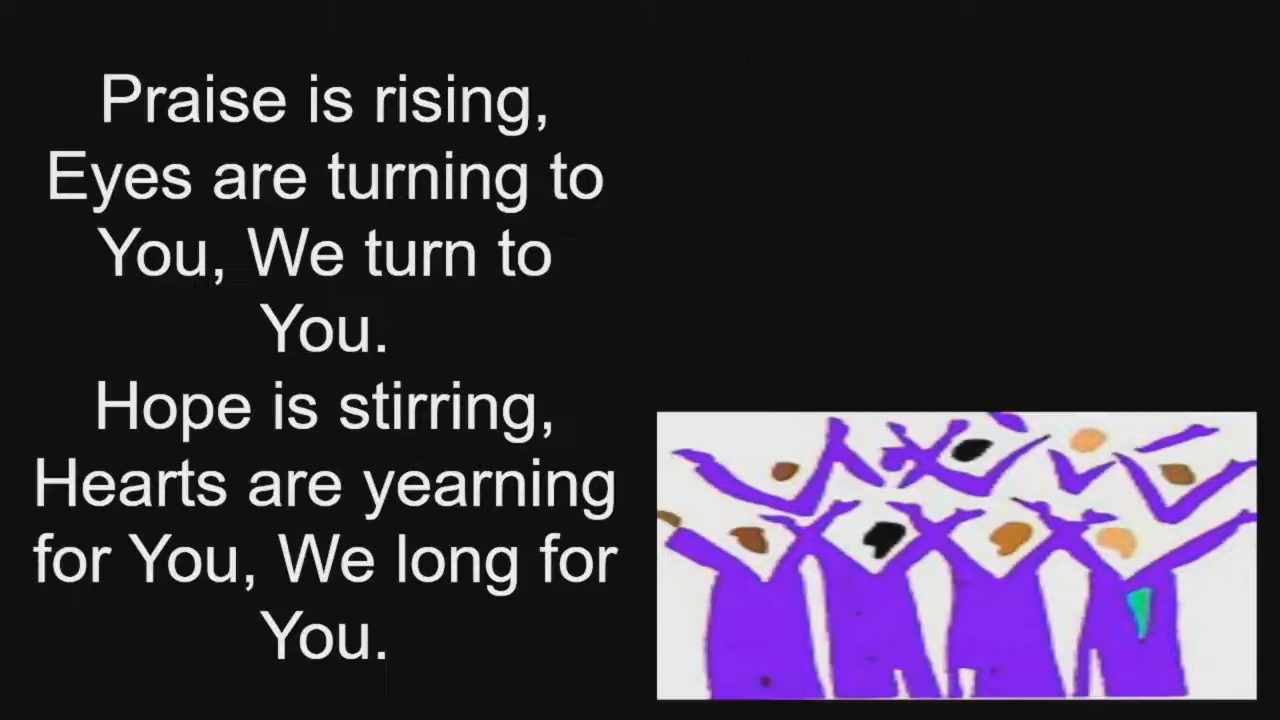 Praise is rising,
Eyes are turning to
You, We turn to
You.
Hope is stirring,
Hearts are yearning
for You, We long for
You.